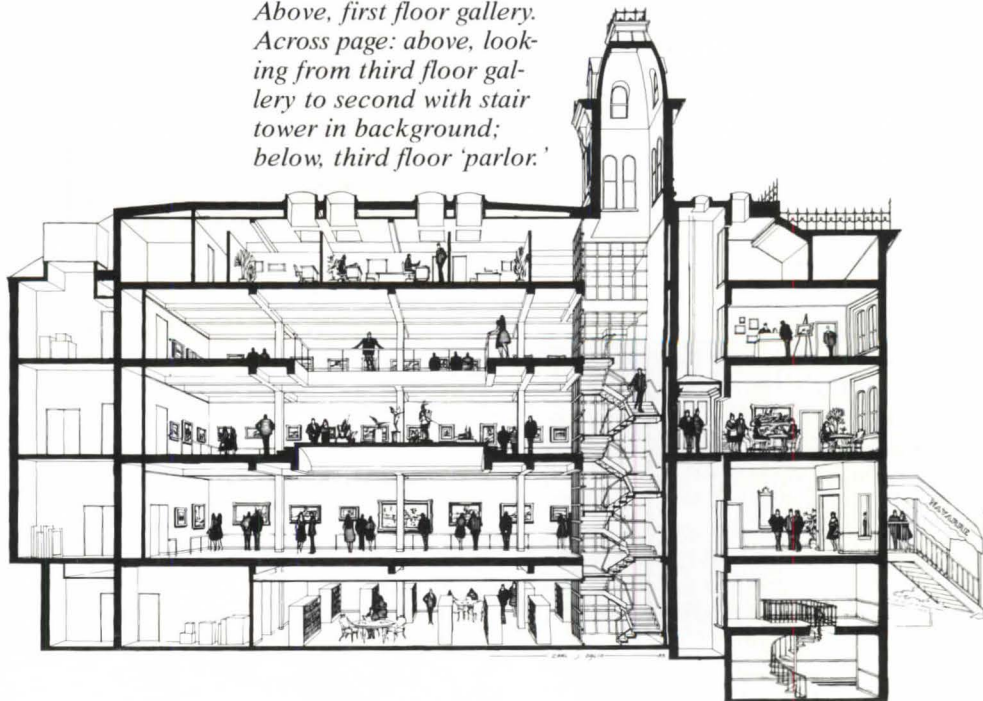 Above, first floor gallery.
Across page: above, look-
ing from third floor gal-
lery to second with stair
tower in background;
below, third floor ‘parlor.’